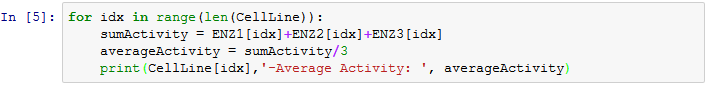 In [5]: for idx in range(len(CellLine)):
    sumActivity = ENZ1[idx]+ENZ2[idx]+ENZ3[idx]
    averageActivity = sumActivity/3
    print(CellLine[idx],'-Average Activity: ', averageActivity)